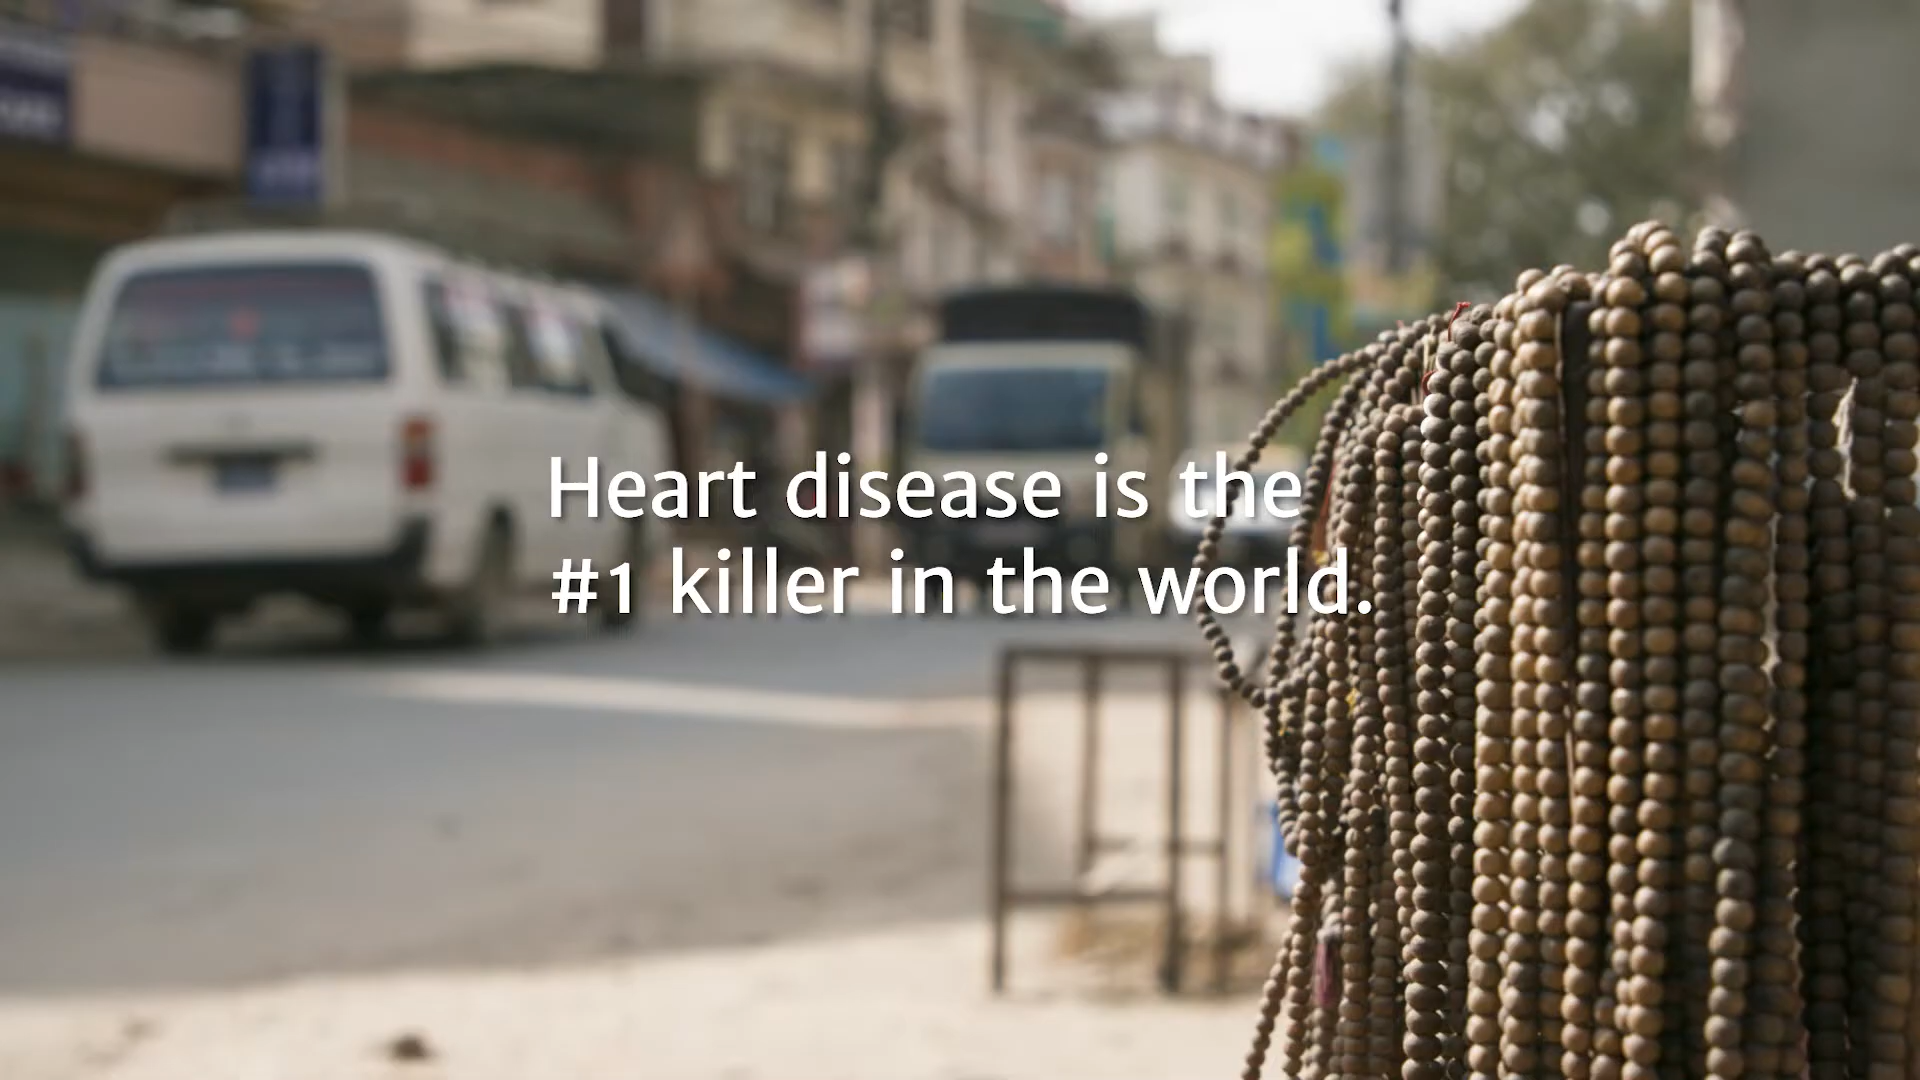 Heart disease is the
#1 killer in the world.